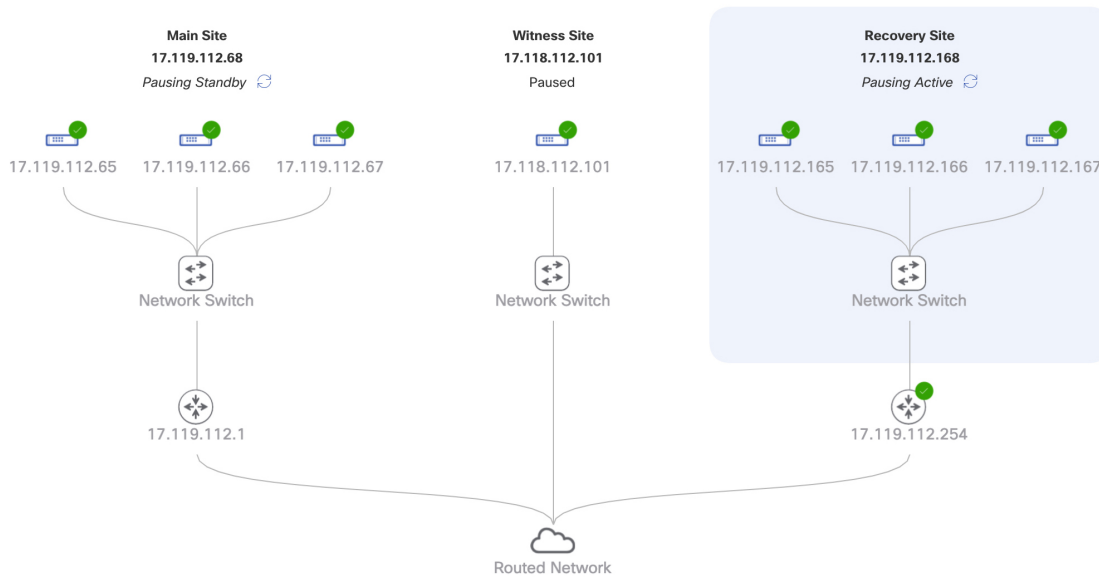 Main Site
17.119.112.68
Pausing Standby
Witness Site
17.118.112.101
Paused
Recovery Site
17.119.112.168
Pausing Active
17.119.112.65
17.119.112.66
17.119.112.67
17.118.112.101
17.119.112.165
17.119.112.166
17.119.112.167
Network Switch
Network Switch
Network Switch
17.119.112.1
17.119.112.254
Routed Network